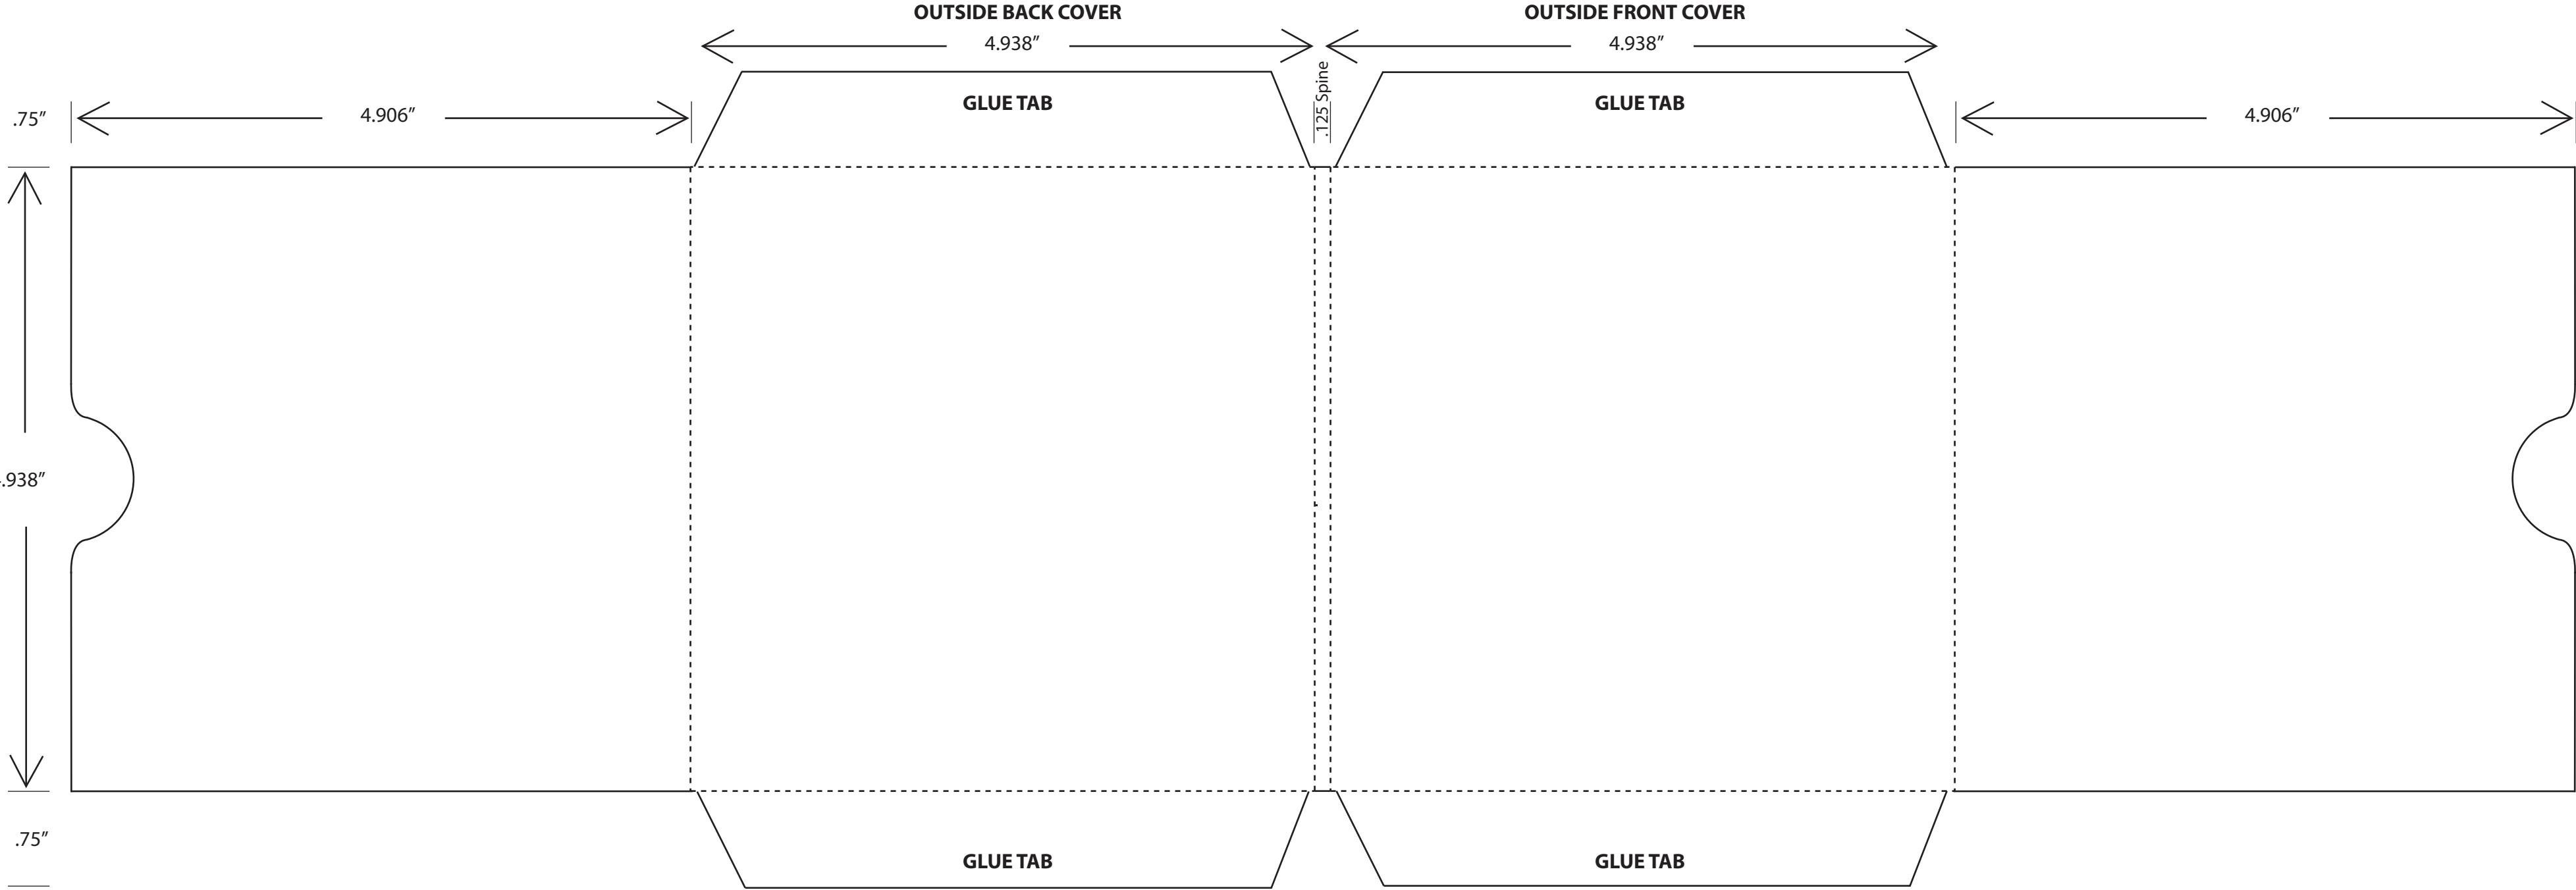 OUTSIDE BACK COVER
OUTSIDE FRONT COVER
4.938”
4.938”
.125 Spine
GLUE TAB
GLUE TAB
.75”
4.906”
4.906”
.938”
.75”
GLUE TAB
GLUE TAB